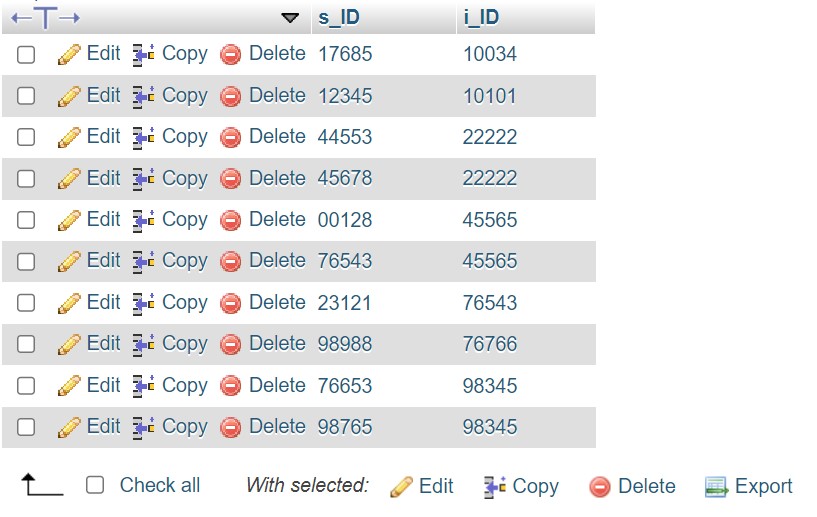 s_ID i_ID
Edit Copy Delete 17685 10034
Edit Copy Delete 12345 10101
Edit Copy Delete 44553 22222
Edit Copy Delete 45678 22222
Edit Copy Delete 00128 45565
Edit Copy Delete 76543 45565
Edit Copy Delete 23121 76543
Edit Copy Delete 98988 76766
Edit Copy Delete 76653 98345
Edit Copy Delete 98765 98345
Check all With selected: Edit Copy Delete Export